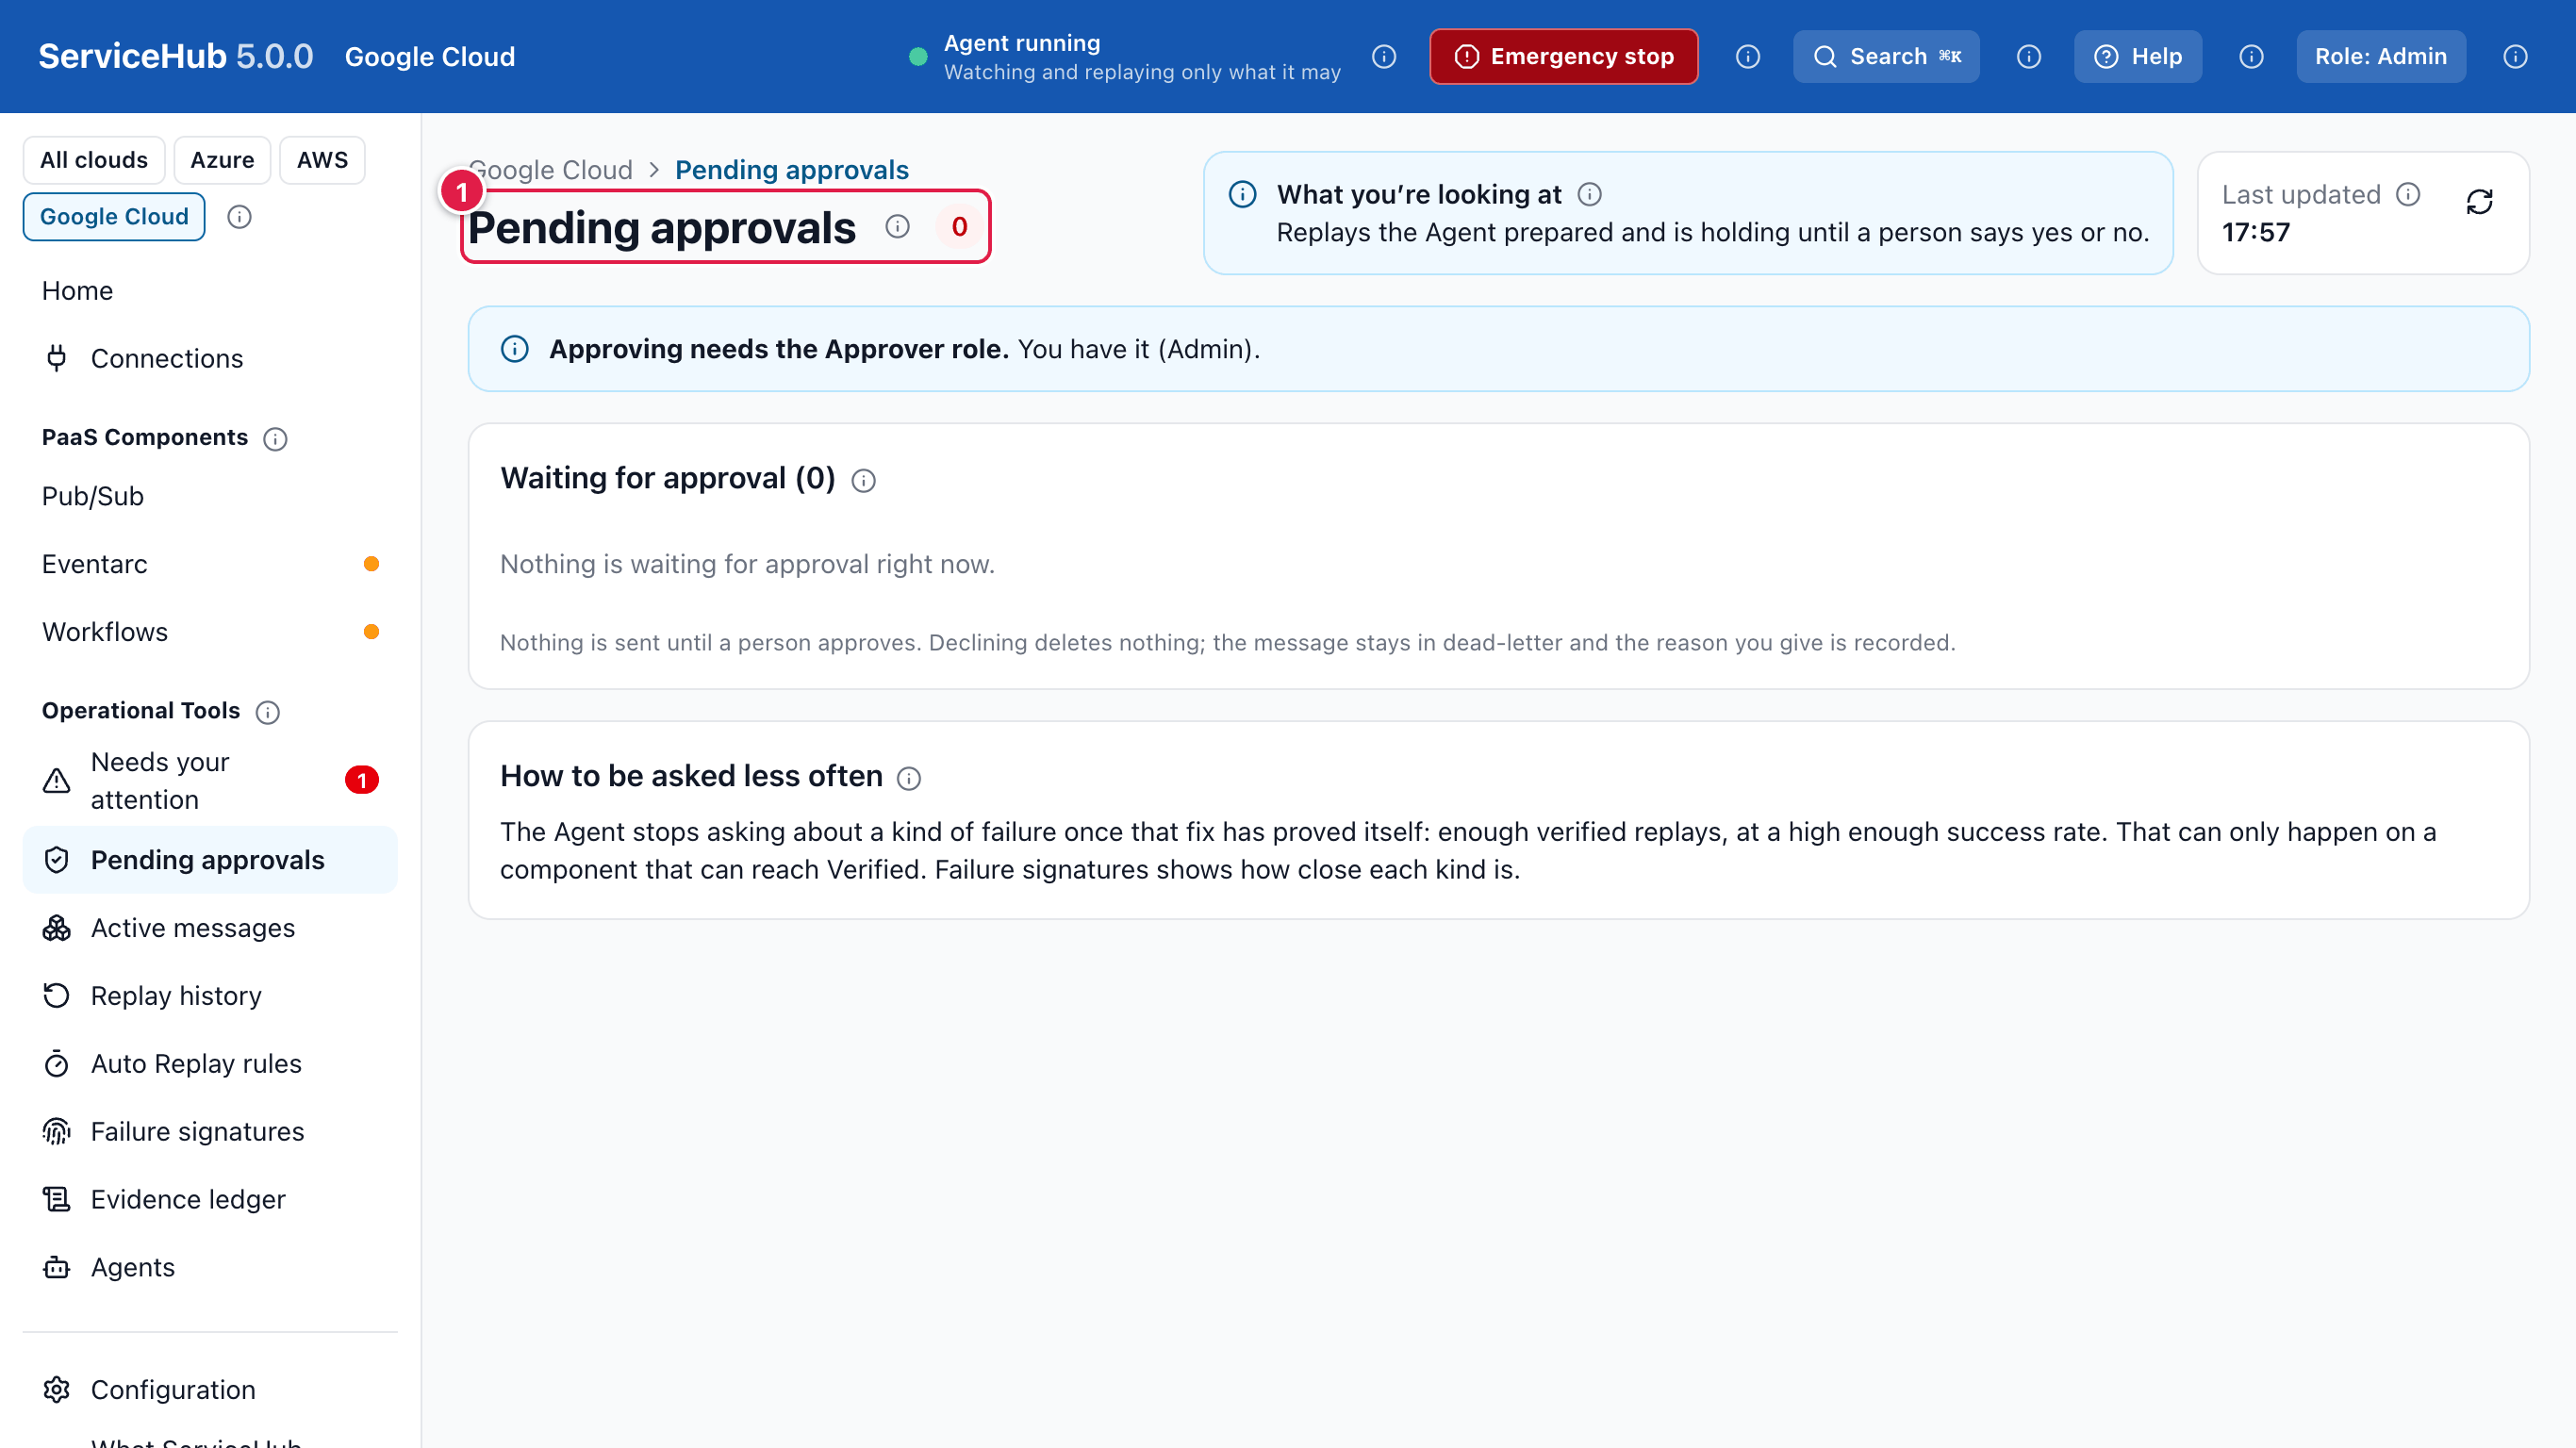 ServiceHub 5.0.0 Google Cloud
Agent running
Watching and replaying only what it may
Emergency stop
Search ⌘K
Help
Role: Admin
All clouds
Azure
AWS
Google Cloud
Home
Connections
PaaS Components
Pub/Sub
Eventarc
Workflows
Operational Tools
Needs your
attention
1
Pending approvals
Active messages
Replay history
Auto Replay rules
Failure signatures
Evidence ledger
Agents
Configuration
What ServiceHub
Google Cloud > Pending approvals
1
Pending approvals 0
What you’re looking at
Replays the Agent prepared and is holding until a person says yes or no.
Last updated
17:57
Approving needs the Approver role. You have it (Admin).
Waiting for approval (0)
Nothing is waiting for approval right now.
Nothing is sent until a person approves. Declining deletes nothing; the message stays in dead-letter and the reason you give is recorded.
How to be asked less often
The Agent stops asking about a kind of failure once that fix has proved itself: enough verified replays, at a high enough success rate. That can only happen on a
component that can reach Verified. Failure signatures shows how close each kind is.